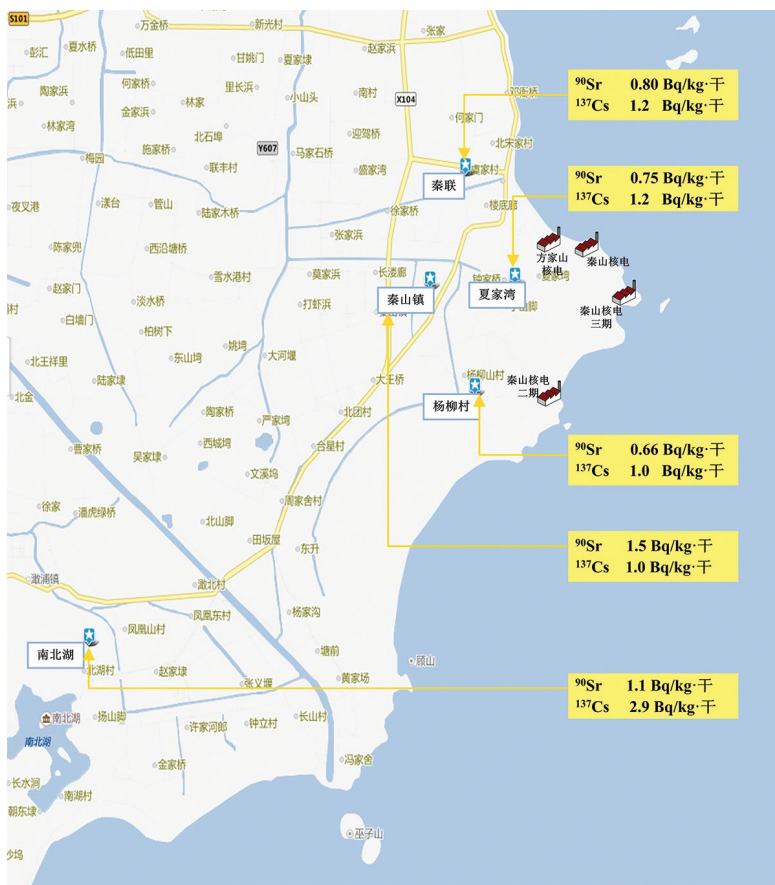 S101
万金桥
新光村
张家
彭汇
夏水桥
低田里
甘姚门
夏家埭
赵家浜
陶家浜
何家桥
里长浜
小山头
南村
X104
邓衙桥
浜
金家浜
林家
何家门
林家湾
北石埠
迎驾桥
北宋家村
施家桥
Y607
马家石桥
梅园
联丰村
盛家湾
虞家村
秦联
夜叉港
漾台
管山
陆家木桥
徐家桥
楼底廊
陈家兜
西沿塘桥
张家浜
方家山
核电
秦山核电
赵家门
雪水港村
莫家浜
长浇廊
钟家桥
夏家湾
秦山镇
夏家湾
淡水桥
打虾浜
秦山核电
三期
村
白墙门
柏树下
姚埼
北王祥里
东山塆
大河堰
大王桥
杨柳山村
秦山核电
二期
陆家埭
北金
杨柳村
陶家桥
严家塆
北团村
曹家桥
西城塆
合星村
吴家埭
文溪坞
徐家
潘虎绿桥
周家舍村
北山脚
田坂屋
东升
澉浦镇
澉北村
凤凰东村
杨家沟
凤凰山村
南北湖
塘前
顾山
北湖村
赵家埭
张义堰
黄家场
南北湖
扬山脚
许家河郎
钟立村
长山村
南北湖
金家桥
冯家舍
长水涧
南湖村
朝东埭
巫子山
沙坞
⁹⁰Sr 0.80 Bq/kg·干
¹³⁷Cs 1.2 Bq/kg·干
⁹⁰Sr 0.75 Bq/kg·干
¹³⁷Cs 1.2 Bq/kg·干
⁹⁰Sr 0.66 Bq/kg·干
¹³⁷Cs 1.0 Bq/kg·干
⁹⁰Sr 1.5 Bq/kg·干
¹³⁷Cs 1.0 Bq/kg·干
⁹⁰Sr 1.1 Bq/kg·干
¹³⁷Cs 2.9 Bq/kg·干